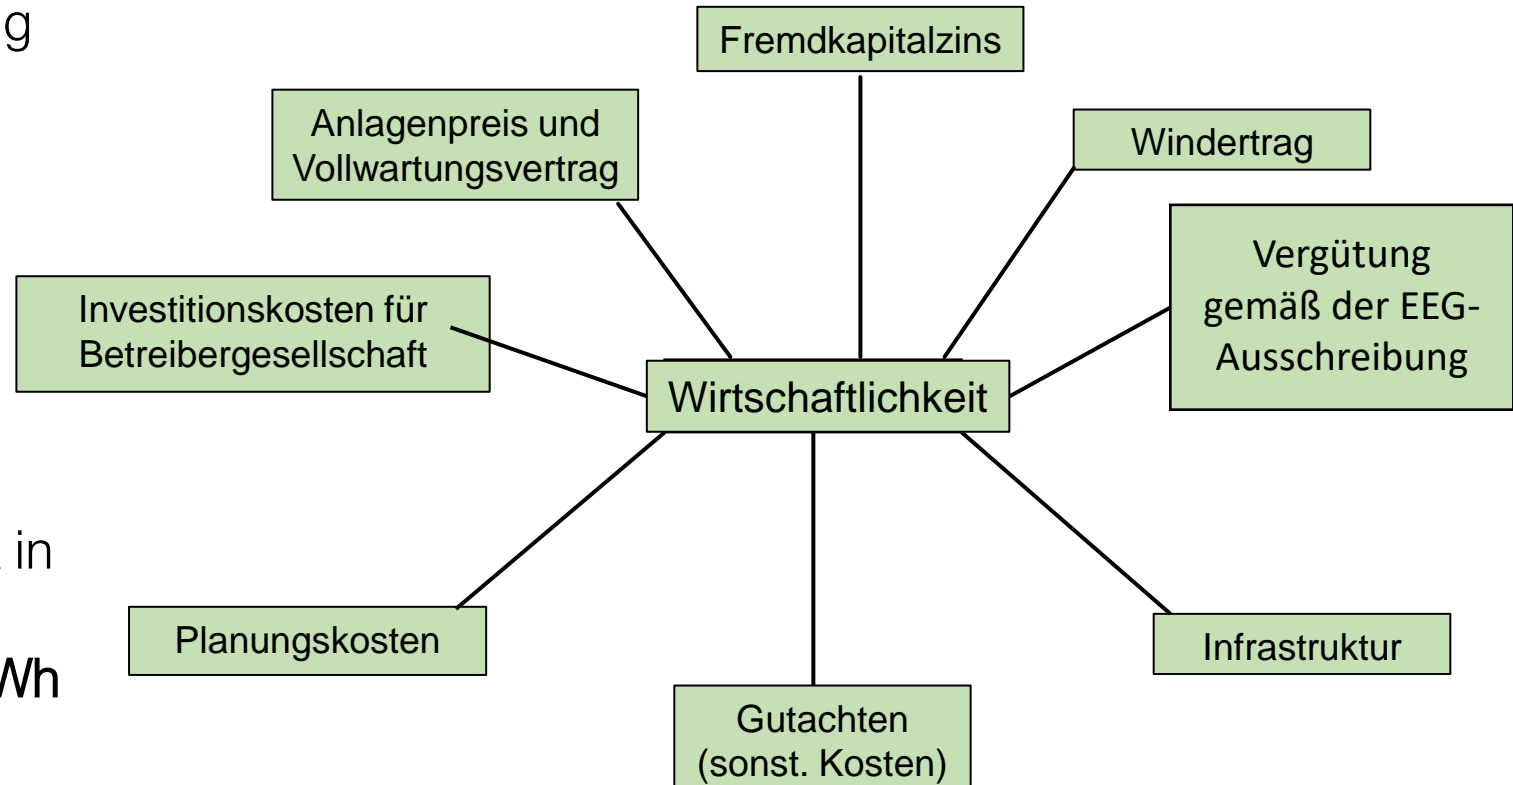 g
Fremdkapitalzins
Anlagenpreis und
Vollwartungsvertrag
Windertrag
Vergütung
gemäß der EEG-
Ausschreibung
Investitionskosten für
Betreibergesellschaft
Wirtschaftlichkeit
in
Planungskosten
Wh
Infrastruktur
Gutachten
(sonst. Kosten)